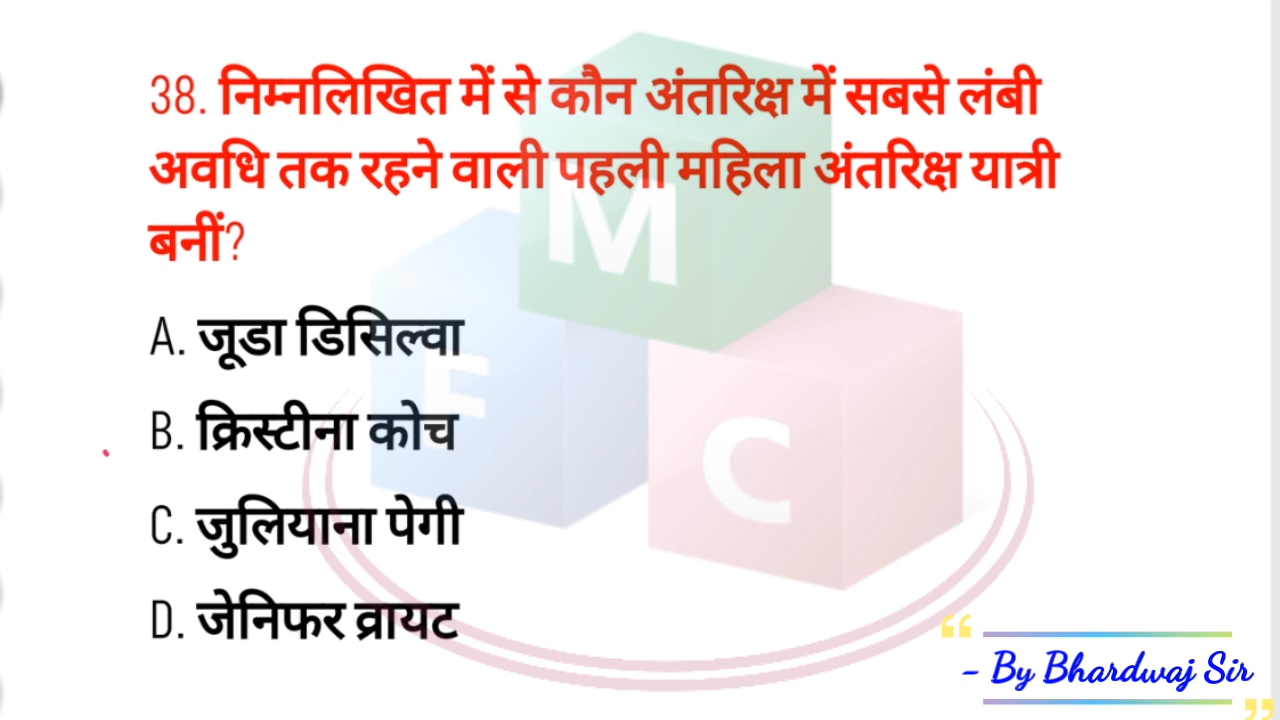 38. निम्नलिखित में से कौन अंतरिक्ष में सबसे लंबी
अवधि तक रहने वाली पहली महिला अंतरिक्ष यात्री
बनीं?
A. जूडा डिसिल्वा
B. क्रिस्टीना कोच
C. जुलियाना पेगी
D. जेनिफर व्रायट
M
E
C
“
- By Bhardwaj Sir
”